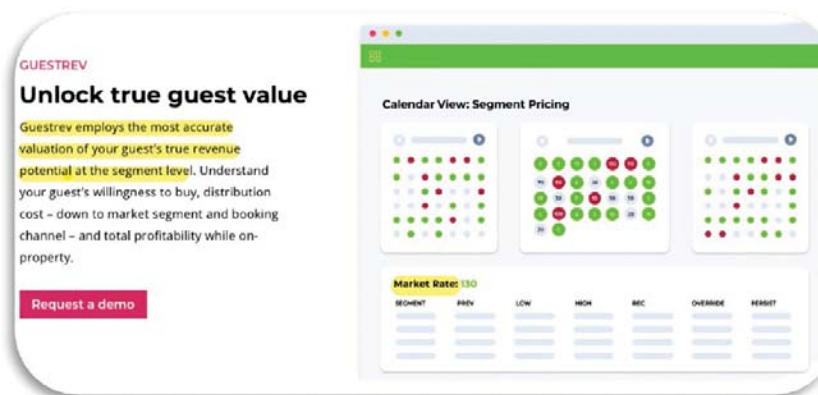 GUESTREV
Unlock true guest value
Guestrev employs the most accurate
valuation of your guest's true revenue
potential at the segment level. Understand
your guest's willingness to buy, distribution
cost – down to market segment and booking
channel – and total profitability while on-
property.
Request a demo
Calendar View: Segment Pricing
Market Rate: 130
SEGMENT PREV LOW HIGH REC OVERRIDE PERSIST